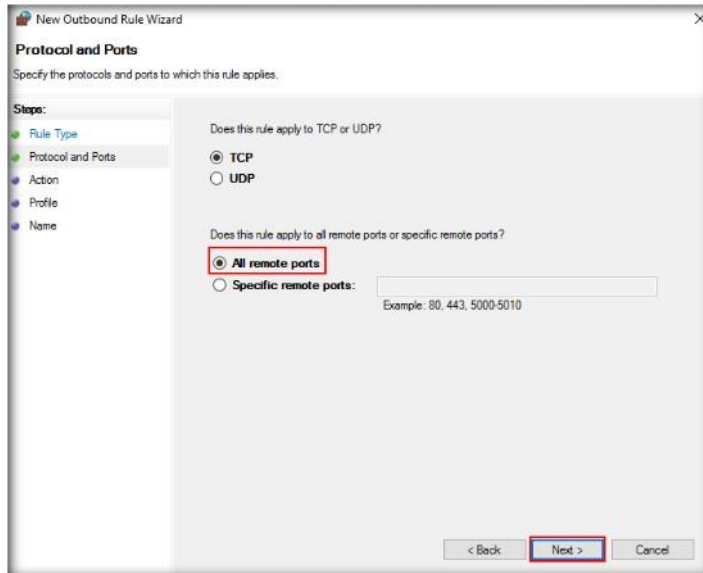 New Outbound Rule Wizard
Protocol and Ports
Specify the protocols and ports to which this rule applies.
Steps:
Rule Type
Protocol and Ports
Action
Profile
Name
Does this rule apply to TCP or UDP?
TCP
UDP
Does this rule apply to all remote ports or specific remote ports?
All remote ports
Specific remote ports:
Example: 80, 443, 5000-5010
< Back
Next >
Cancel